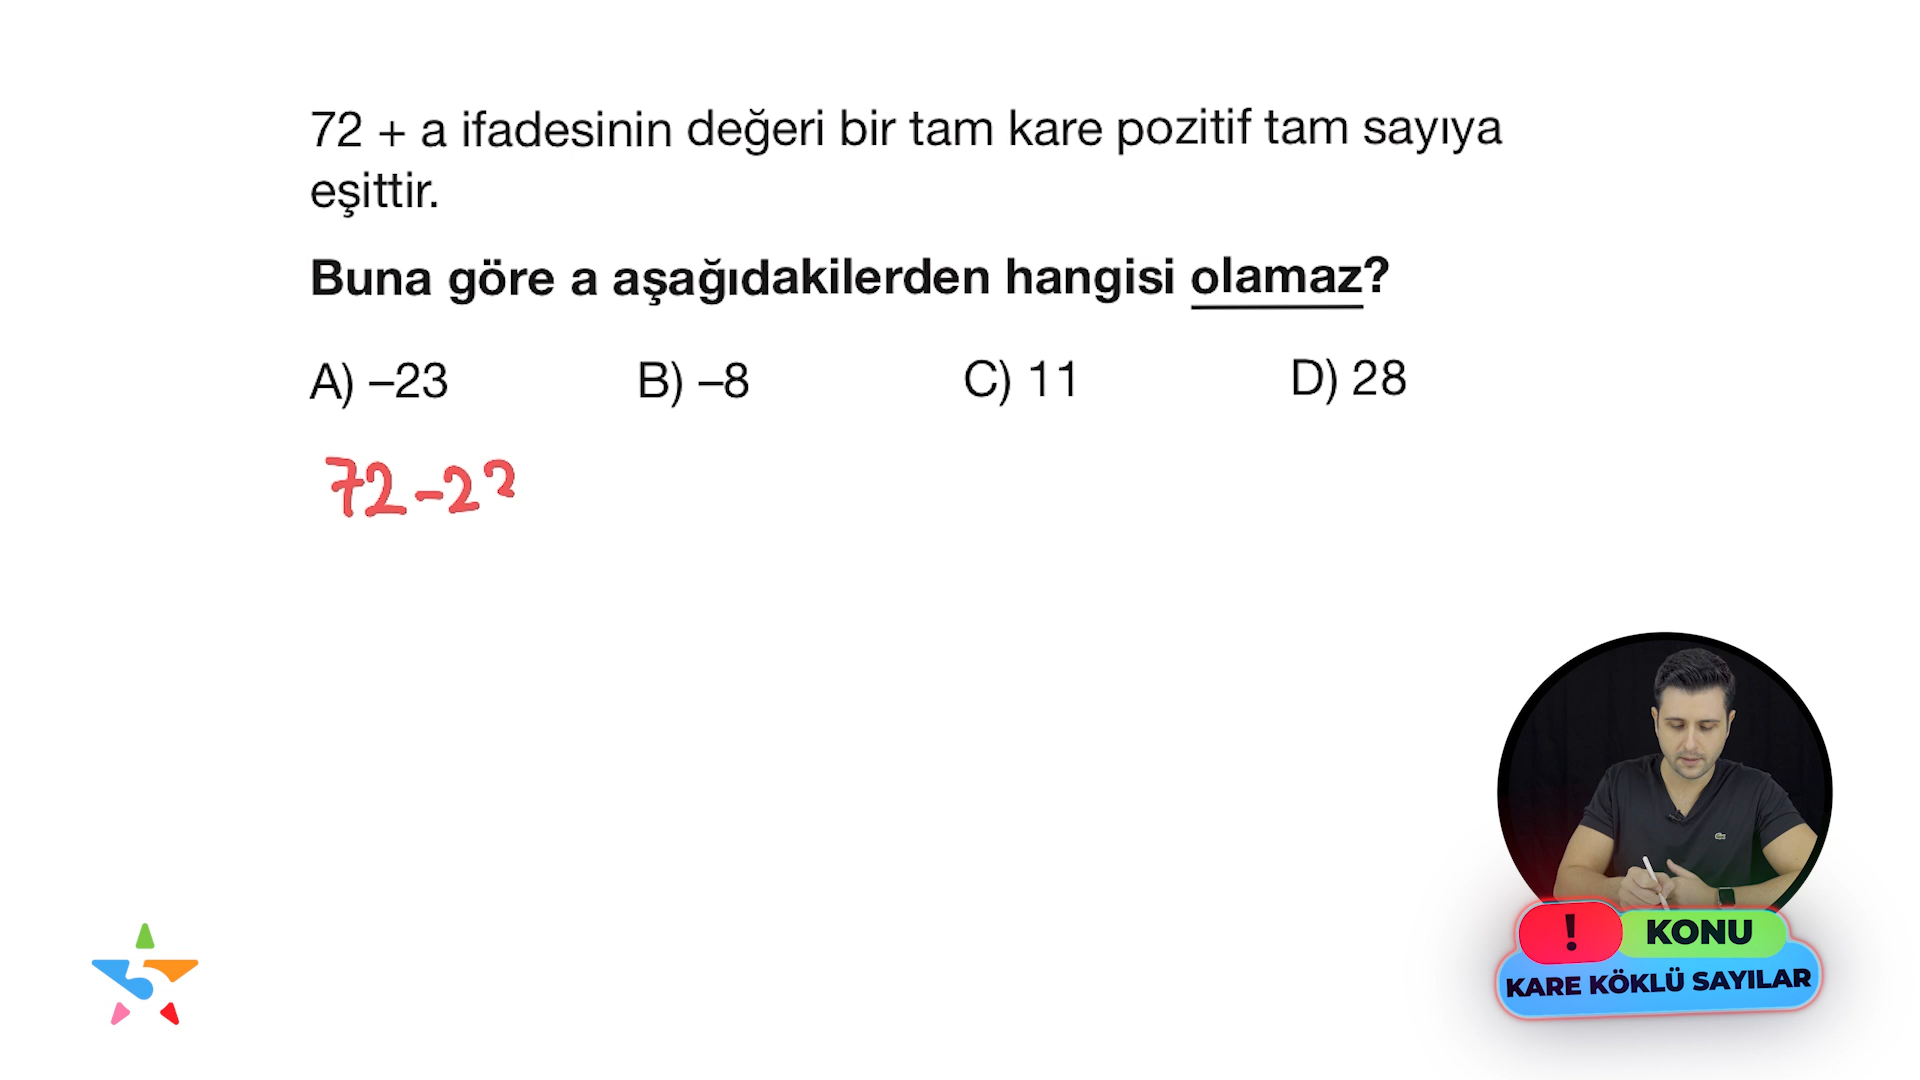 72 + a ifadesinin değeri bir tam kare pozitif tam sayıya
eşittir.
Buna göre a aşağıdakilerden hangisi olamaz?
A) –23 B) –8 C) 11 D) 28
72-22
! KONU
KARE KÖKLÜ SAYILAR